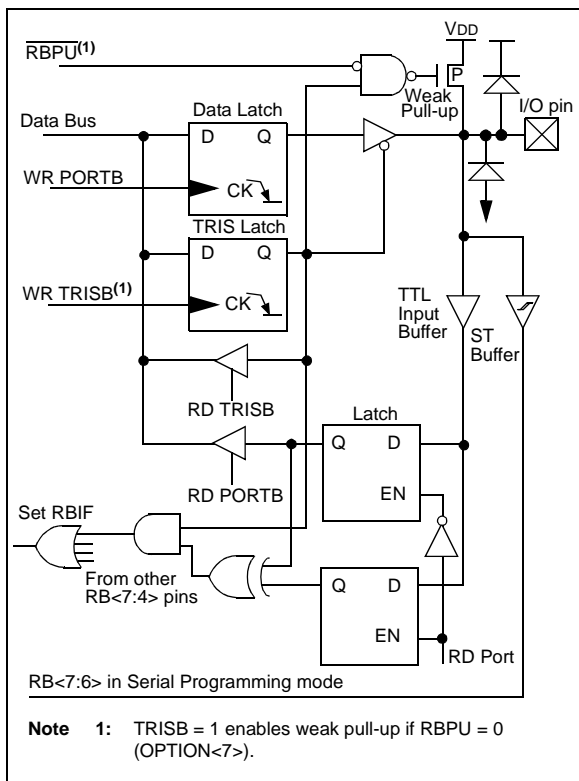 RBPU(1)
VDD
P
Weak
Pull-up
I/O pin
Data Latch
Data Bus
D Q
WR PORTB
CK
TRIS Latch
D Q
WR TRISB(1)
CK
TTL
Input
Buffer
ST
Buffer
RD TRISB
Latch
Q D
EN
RD PORTB
Set RBIF
From other
RB<7:4> pins
Q D
EN
RD Port
RB<7:6> in Serial Programming mode
Note 1: TRISB = 1 enables weak pull-up if RBPU = 0
(OPTION<7>).